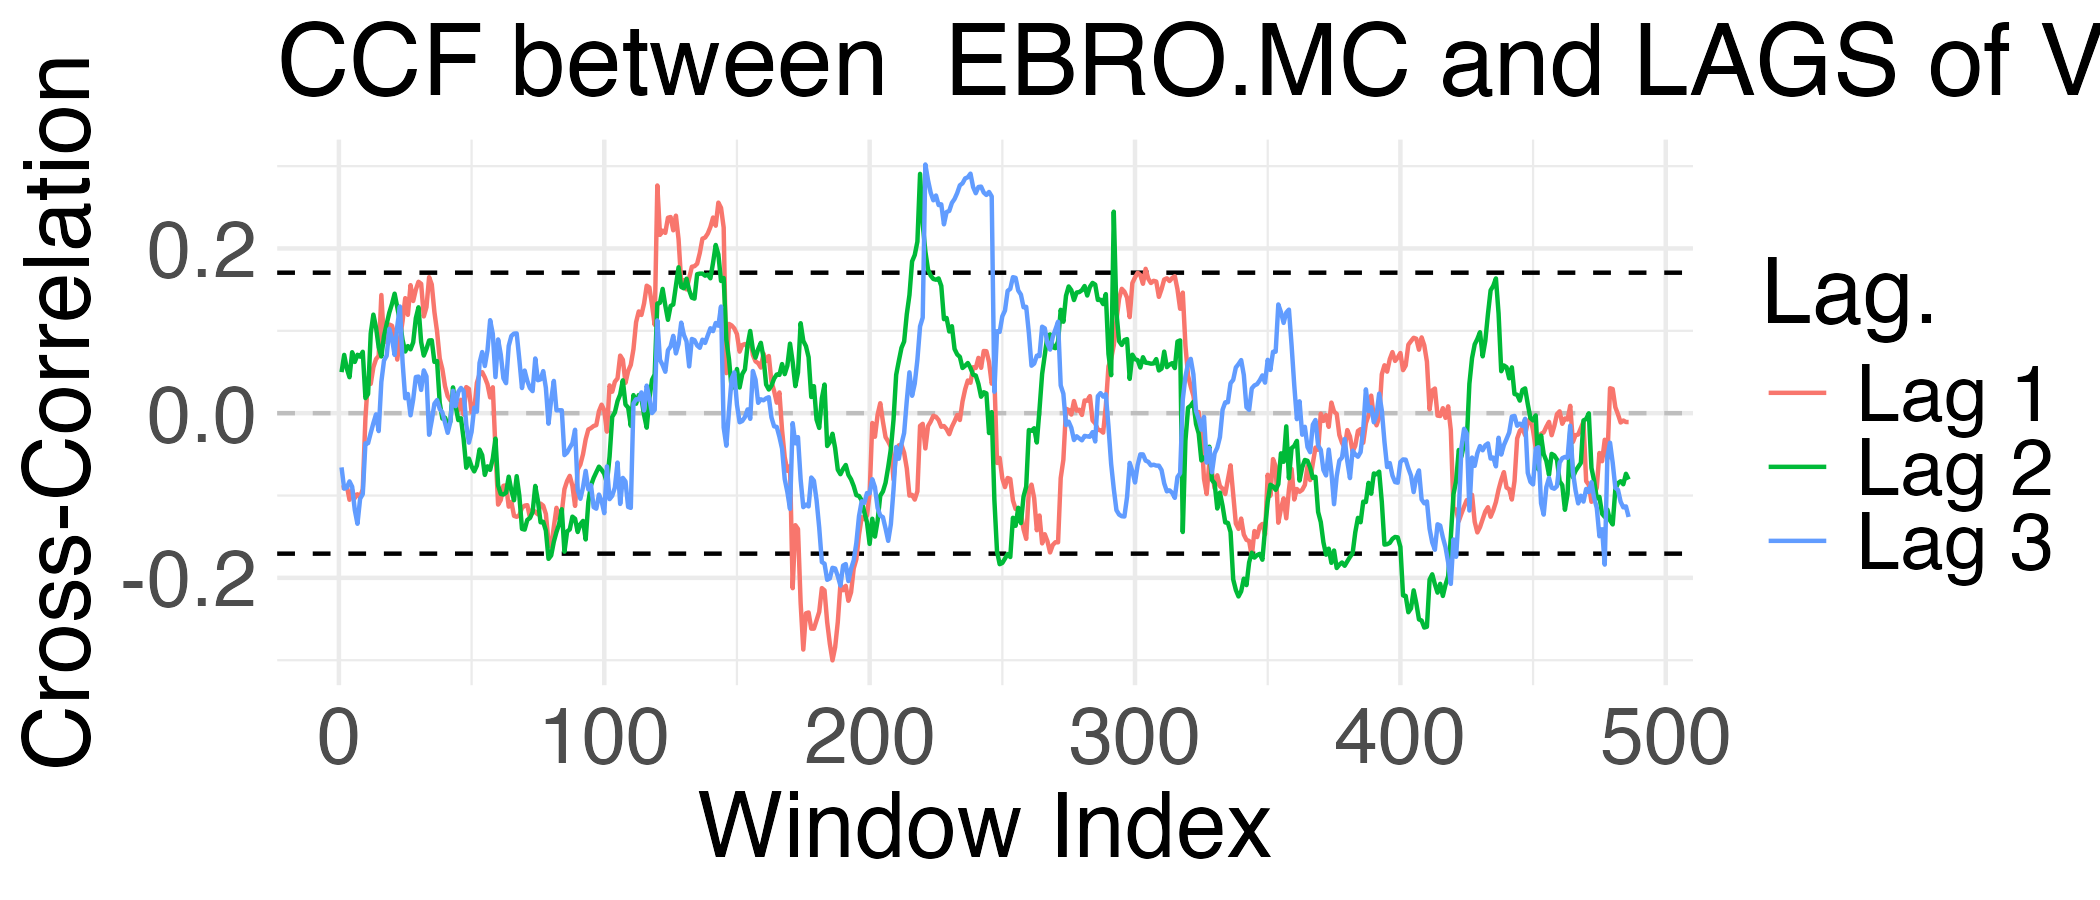 CCF between  EBRO.MC and LAGS of V
Cross-Correlation
0.2
0.0
-0.2
0
100
200
300
400
500
Window Index
Lag.
Lag 1
Lag 2
Lag 3